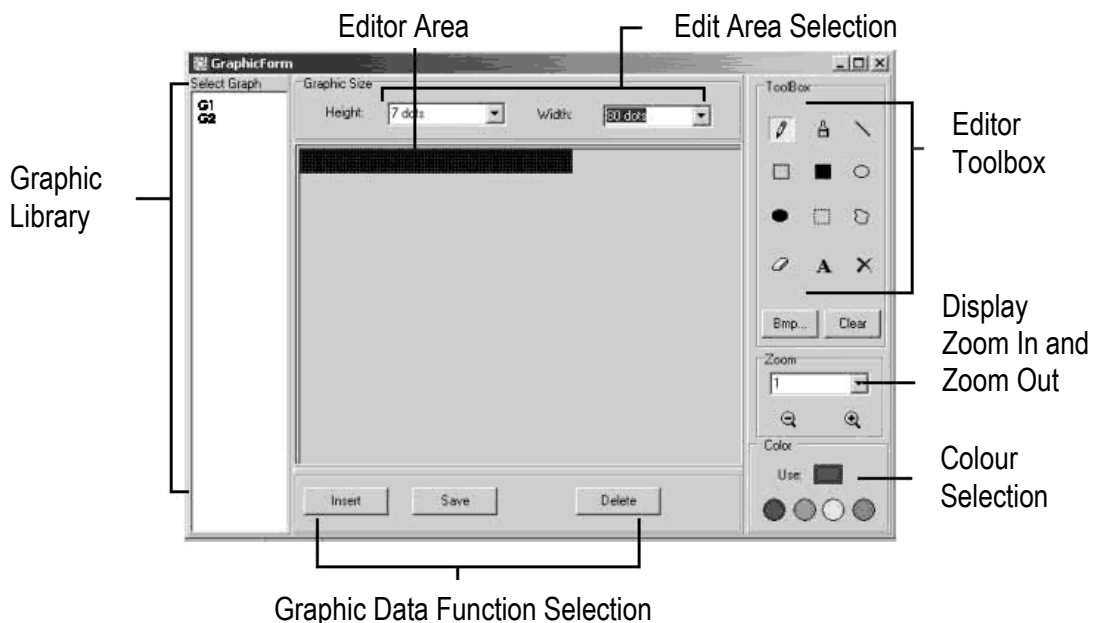 Editor Area
Edit Area Selection
GraphicForm
Select Graph
Graphic Size
ToolBox
G1
G2
Height:
7 dots
Width:
80 dots
Editor
Toolbox
Graphic
Library
A
Bmp...
Clear
Display
Zoom In and
Zoom Out
Zoom
1
Color
Use:
Colour
Selection
Insert
Save
Delete
Graphic Data Function Selection